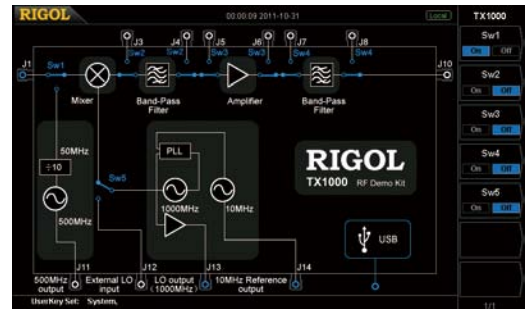 RIGOL
00:00:09 2011-10-31
Local
TX1000
J3
J4
J5
J6
J7
J8
Sw2
Sw2
Sw3
Sw3
Sw4
Sw4
J1
Sw1
J10
Mixer
Band-Pass
Filter
Amplifier
Band-Pass
Filter
50MHz
÷10
500MHz
Sw5
PLL
1000MHz
10MHz
RIGOL
TX1000 RF Demo Kit
USB
J11
J12
J13
J14
500MHz
output
External LO
input
LO output
(1000MHz)
10MHz Reference
output
UserKey Set: System,
Sw1
On Off
Sw2
On Off
Sw3
On Off
Sw4
On Off
Sw5
On Off
1/1